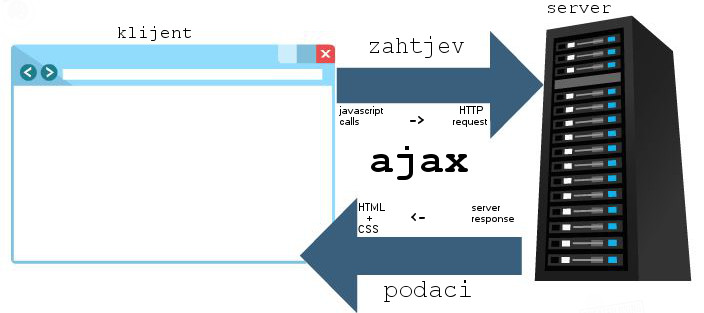 server
klijent
zahtjev
javascript
calls
->
HTTP
request
ajax
HTML
+
CSS
<-
server
response
podaci